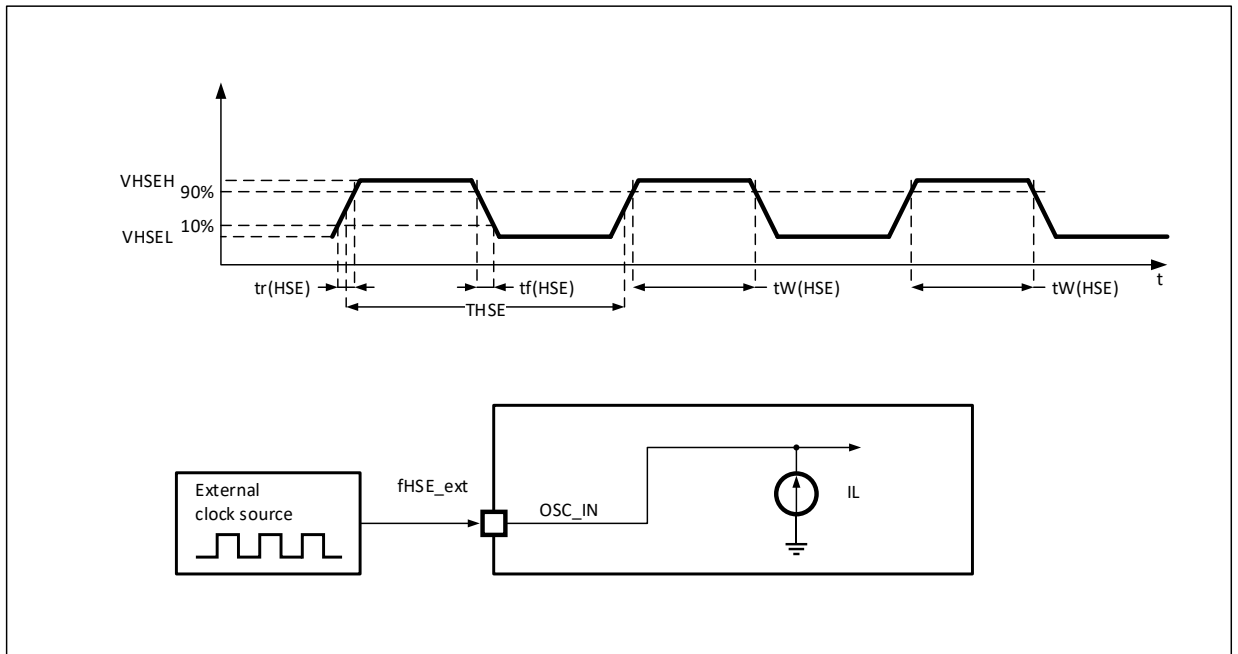 VHSEH
90%
10%
VHSEL
t
tr(HSE)
tf(HSE)
tW(HSE)
tW(HSE)
THSE
External
clock source
fHSE_ext
OSC_IN
IL